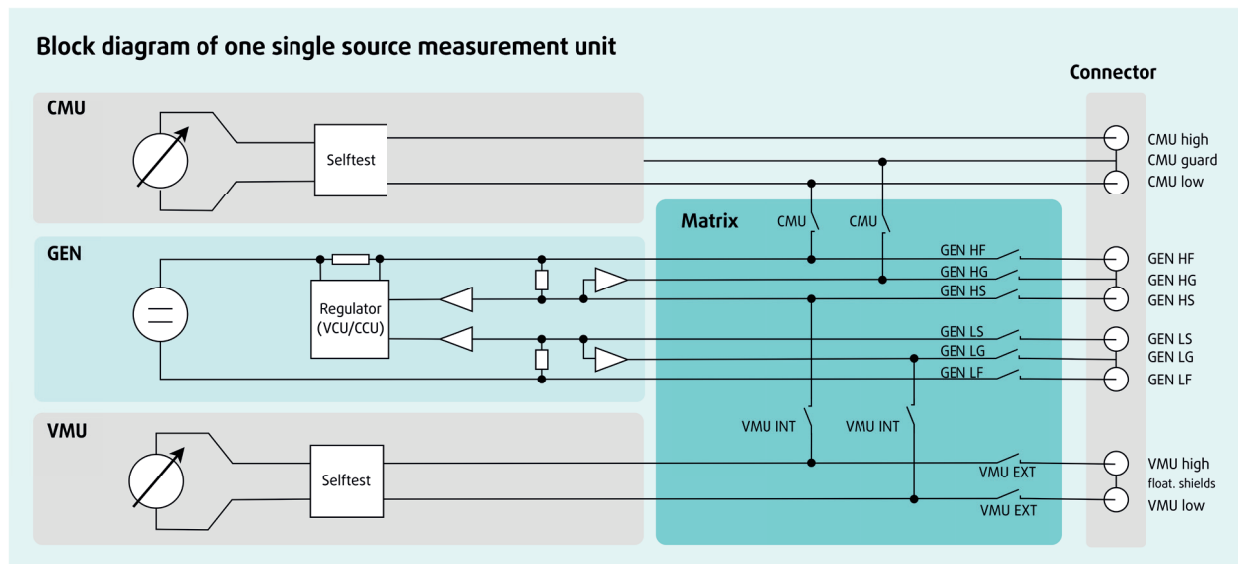 Block diagram of one single source measurement unit
Connector
CMU
Selftest
CMU high
CMU guard
CMU low
Matrix
CMU
CMU
GEN
Regulator
(VCU/CCU)
GEN HF
GEN HG
GEN HS
GEN LS
GEN LG
GEN LF
GEN HF
GEN HG
GEN HS
GEN LS
GEN LG
GEN LF
VMU INT
VMU INT
VMU
Selftest
VMU EXT
VMU EXT
VMU high
float. shields
VMU low